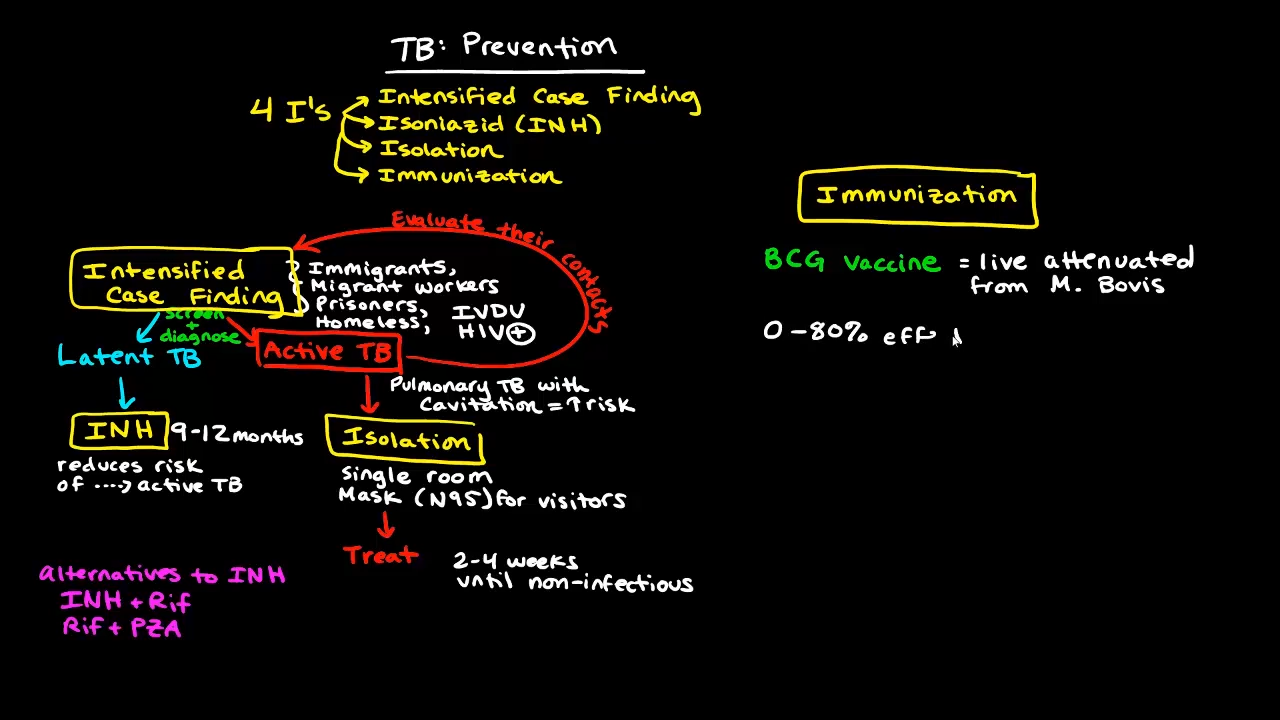 TB: Prevention
4 I's
Intensified Case Finding
Isoniazid (INH)
Isolation
Immunization
Evaluate their contacts
Intensified
Case Finding
Immigrants,
Migrant workers
Prisoners,
Homeless,
IVDU
HIV+
screen
+
diagnose
Latent TB
Active TB
INH
9-12 months
reduces risk
of ····→ active TB
Pulmonary TB with
Cavitation = ↑ risk
Isolation
single room
Mask (N95) for visitors
Treat
2-4 weeks
until non-infectious
alternatives to INH
INH + Rif
Rif + PZA
Immunization
BCG vaccine = live attenuated
from M. Bovis
0-80% eff